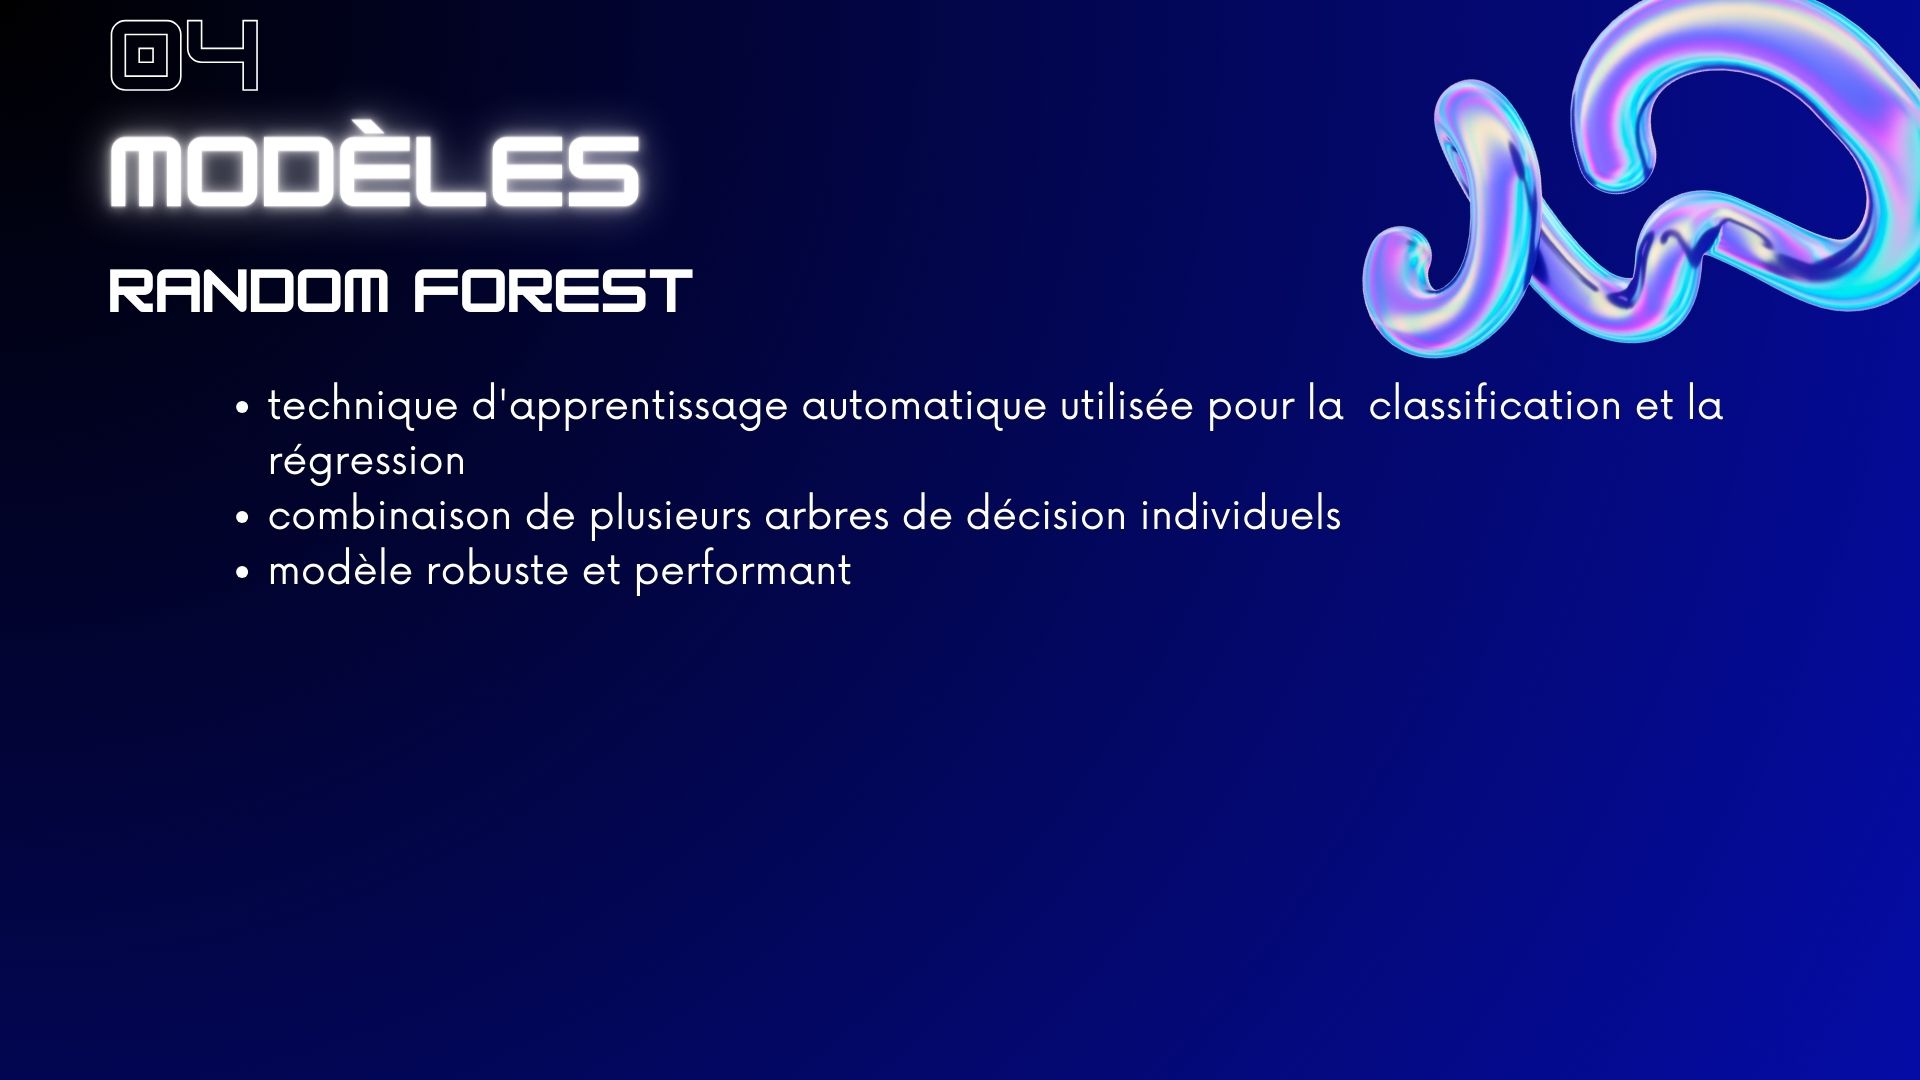 04
MODÈLES
RANDOM FOREST
• technique d'apprentissage automatique utilisée pour la  classification et la
régression
• combinaison de plusieurs arbres de décision individuels
• modèle robuste et performant